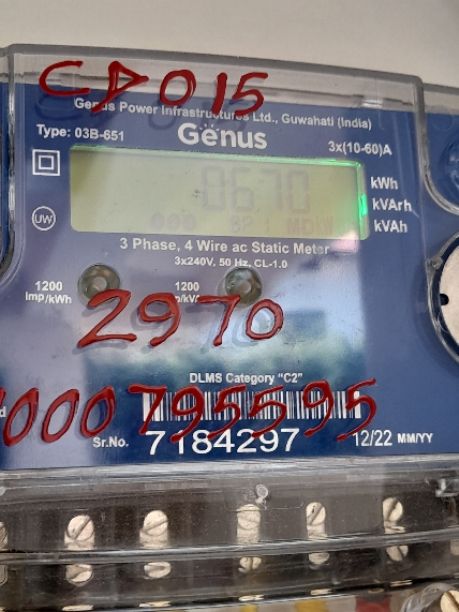 CD015
Genus Power Infrastructures Ltd., Guwahati (India)
Type: 03B-651
Genus
3x(10-60)A
0670
kWh
kVArh
kVAh
UW
3 Phase, 4 Wire ac Static Meter
3x240V, 50 Hz, CL-1.0
1200
imp/kWh
1200
2970
DLMS Category "C2"
000795595
Sr.No. 7184297 12/22 MM/YY